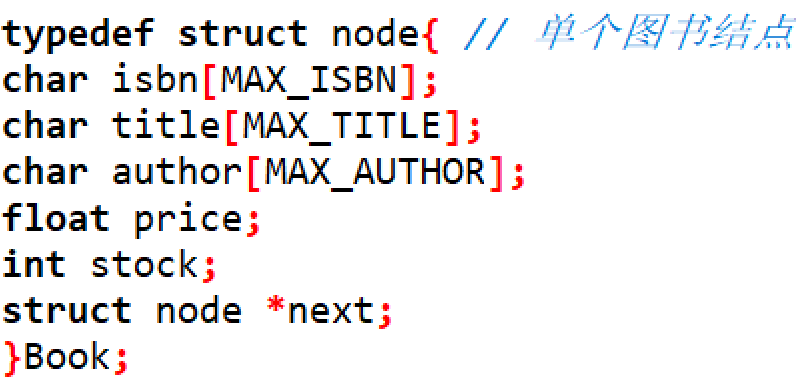 typedef struct node{ // 单个图书结点
char isbn[MAX_ISBN];
char title[MAX_TITLE];
char author[MAX_AUTHOR];
float price;
int stock;
struct node *next;
}Book;